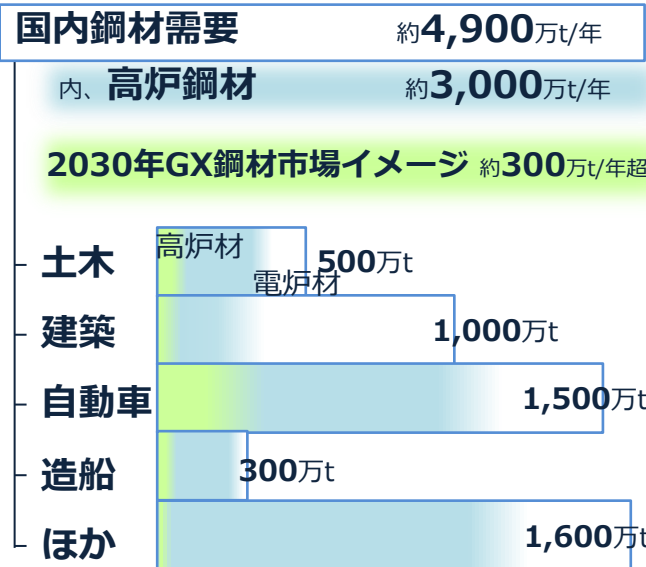 国内鋼材需要 約4,900万t/年
内、高炉鋼材 約3,000万t/年
2030年GX鋼材市場イメージ 約300万t/年超
高炉材
土木 500万t
電炉材
建築 1,000万t
自動車 1,500万t
造船 300万t
ほか 1,600万t